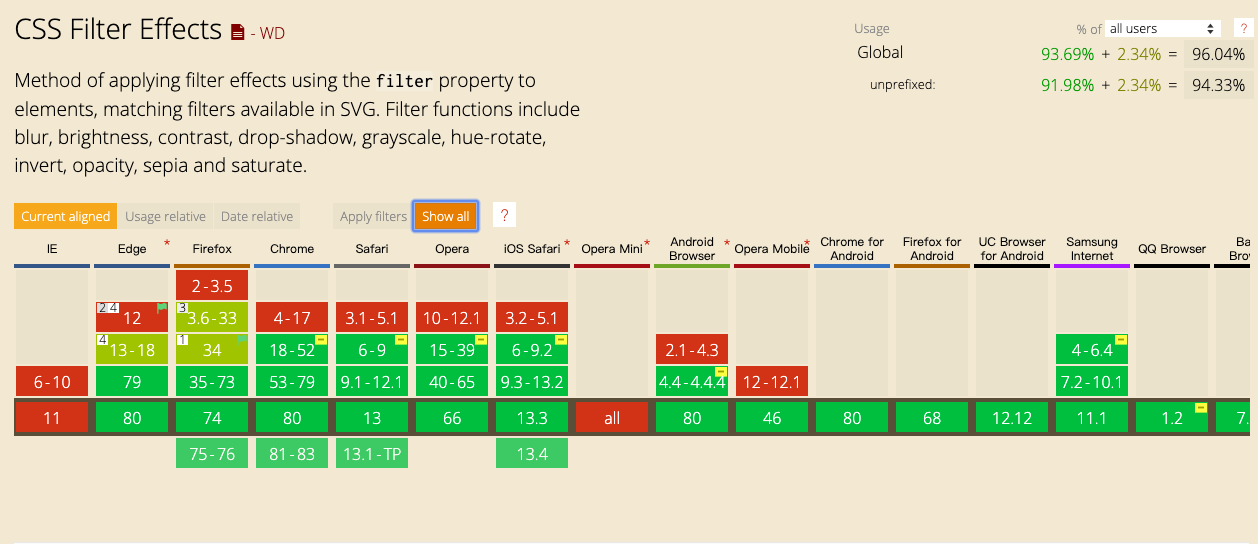 CSS Filter Effects - WD
Usage % of all users ?
Global 93.69% + 2.34% = 96.04%
unprefixed: 91.98% + 2.34% = 94.33%
Method of applying filter effects using the filter property to
elements, matching filters available in SVG. Filter functions include
blur, brightness, contrast, drop-shadow, grayscale, hue-rotate,
invert, opacity, sepia and saturate.
Current aligned Usage relative Date relative Apply filters Show all ?
IE Edge * Firefox Chrome Safari Opera iOS Safari * Opera Mini * Android Browser * Opera Mobile * Chrome for Android Firefox for Android UC Browser for Android Samsung Internet QQ Browser Ba Brow
2-3.5
2 4 12 3 3.6-33 4-17 3.1-5.1 10-12.1 3.2-5.1
4 13-18 1 34 18-52 6-9 15-39 6-9.2 2.1-4.3 4-6.4
6-10 79 35-73 53-79 9.1-12.1 40-65 9.3-13.2 4.4-4.4.4 12-12.1 7.2-10.1
11 80 74 80 13 66 13.3 all 80 46 80 68 12.12 11.1 1.2 7.
75-76 81-83 13.1-TP 13.4